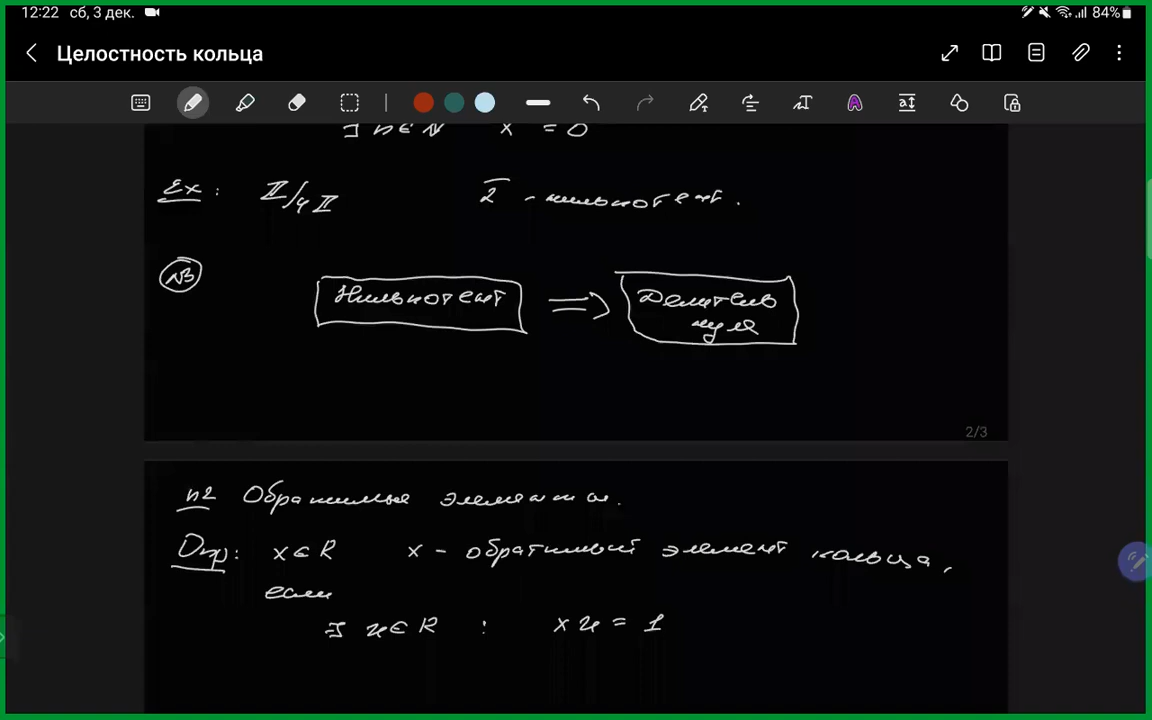 12:22 сб, 3 дек. 84%
Целостность кольца
∃ n ∈ N x = 0
Ex: Z/4Z 2̅ - нильпотент.
№3 Нильпотент ⟹ Делитель
нуля
2/3
п2 Обратимые элементы.
Опр: x ∈ R x - обратимый элемент кольца,
если
∃ u ∈ R : x u = 1